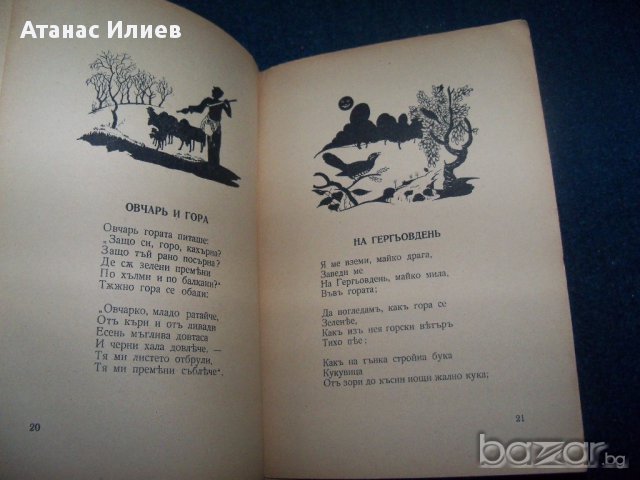 Атанас Илиев
ОВЧАРЬ И ГОРА
Овчарь гората питаше:
„Защо си, горо, кахърна?
Защо тъй рано посърна?
Де сѫ зелени премѣни
По хълми и по балкани?“
Тѫжно гора се обади:
„Овчарко, младо ратайче,
Отъ къри и отъ ливади
Есень мъглива довтаса
И черни хала довлѣче. —
Тя ми листето отбрули,
Тя ми премѣни съблѣче“.
20
НА ГЕРГЬОВДЕНЬ
Я ме вземи, майко драга,
Заведи ме
На Гергьовдень, майко мила,
Въвъ гората;
Да погледамъ, какъ гора се
Зеленѣе,
Какъ изъ нея горски вѣтъръ
Тихо пѣе;
Какъ на гънка стройна бука
Кукувица
Отъ зори до късни нощи жално кука;
21
bazar.bg